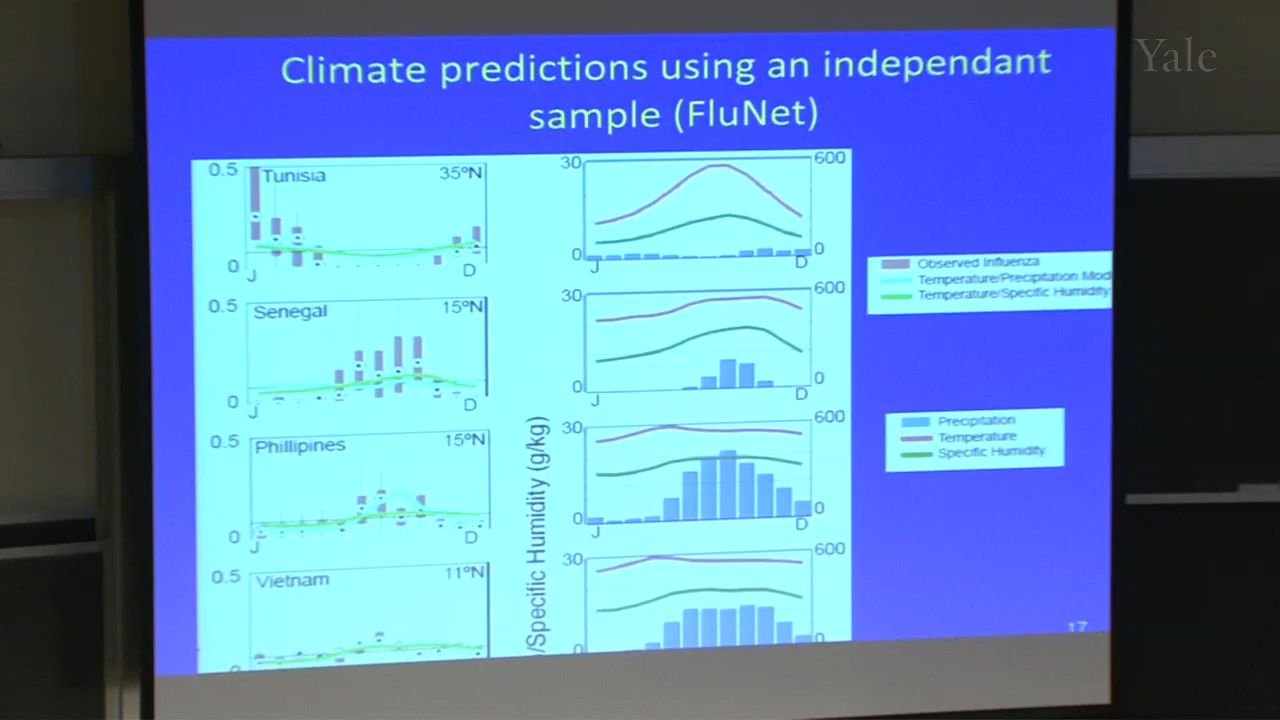 Yale
Climate predictions using an independant
sample (FluNet)
0.5 Tunisia 35ºN
0
J D
30 600
0 0
J D
Observed Influenza
Temperature/Precipitation Mod
Temperature/Specific Humidity
0.5 Senegal 15ºN
0
J D
30 600
0 0
J D
0.5 Phillipines 15ºN
0
J D
/Specific Humidity (g/kg)
30 600
0 0
J D
Precipitation
Temperature
Specific Humidity
0.5 Vietnam 11ºN
0
30 600
0 0
17